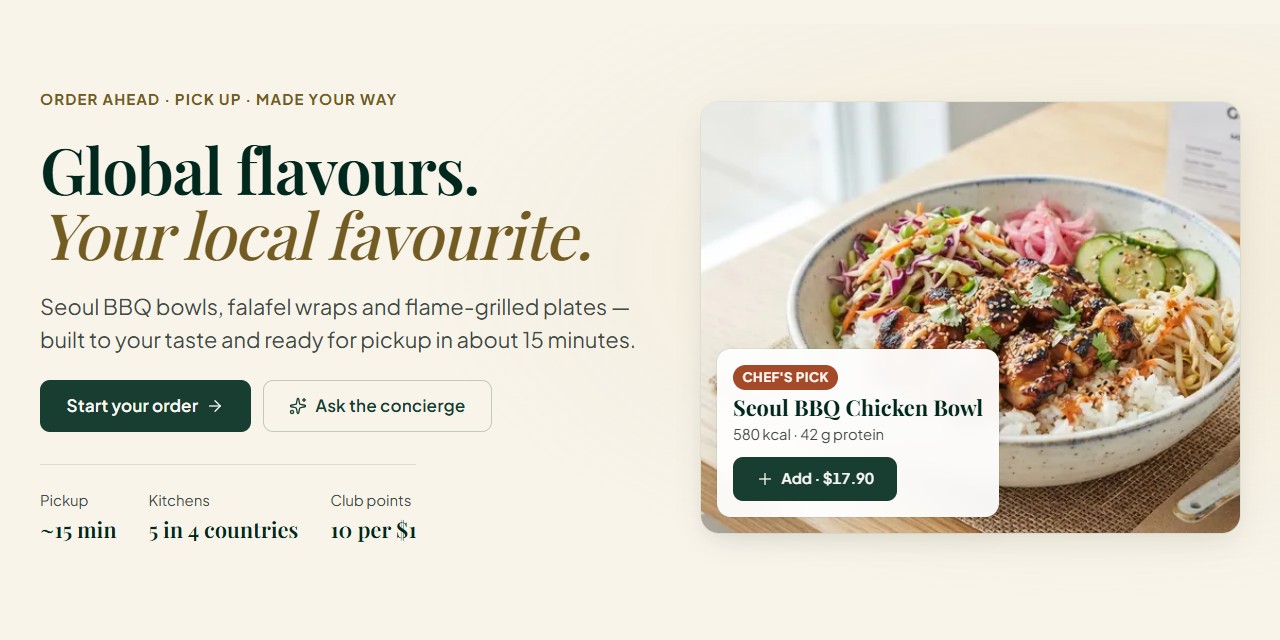 ORDER AHEAD · PICK UP · MADE YOUR WAY
Global flavours.
Your local favourite.
Seoul BBQ bowls, falafel wraps and flame-grilled plates —
built to your taste and ready for pickup in about 15 minutes.
Start your order →
Ask the concierge
Pickup
~15 min
Kitchens
5 in 4 countries
Club points
10 per $1
CHEF'S PICK
Seoul BBQ Chicken Bowl
580 kcal · 42 g protein
+ Add · $17.90